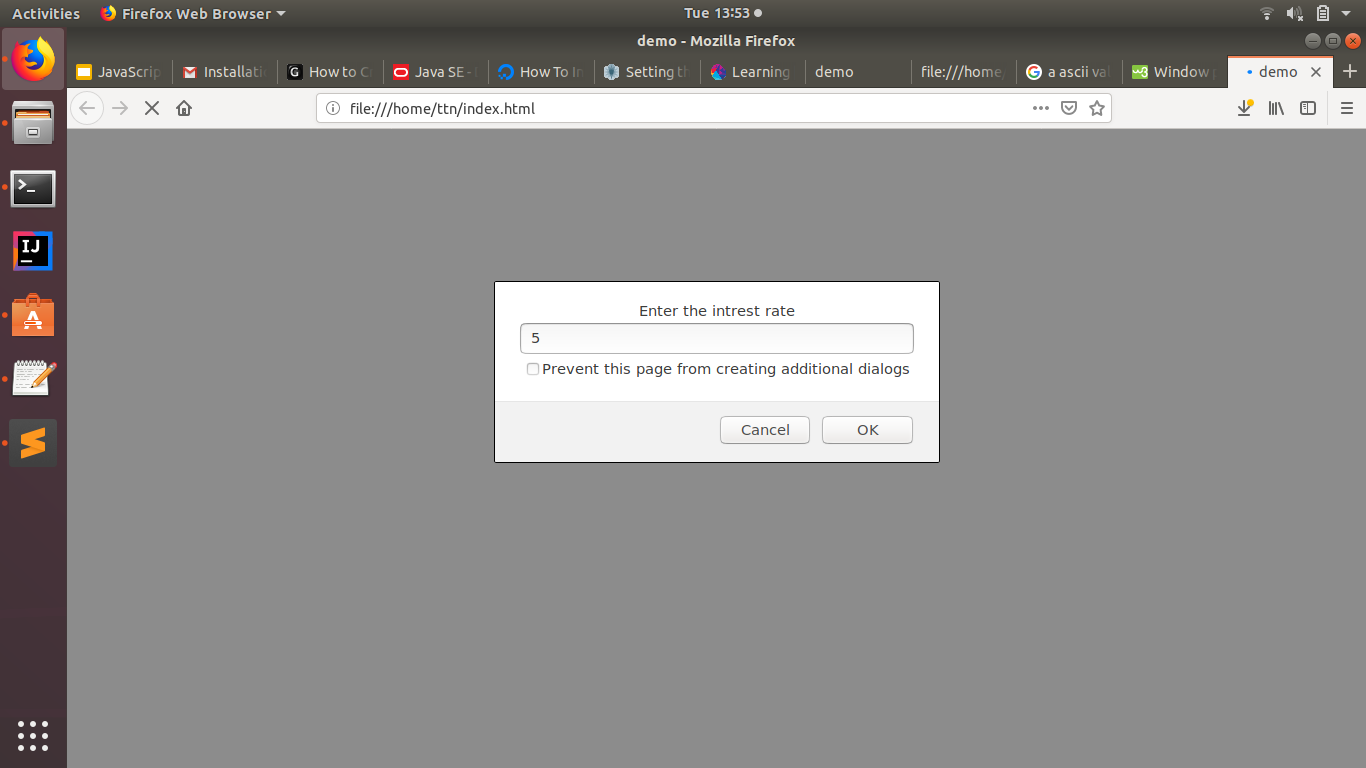 Activities Firefox Web Browser Tue 13:53
demo - Mozilla Firefox
JavaScrip Installati How to C Java SE - How To In Setting th Learning demo file:///home a ascii val Window demo
file:///home/ttn/index.html
Enter the intrest rate
5
Prevent this page from creating additional dialogs
Cancel OK